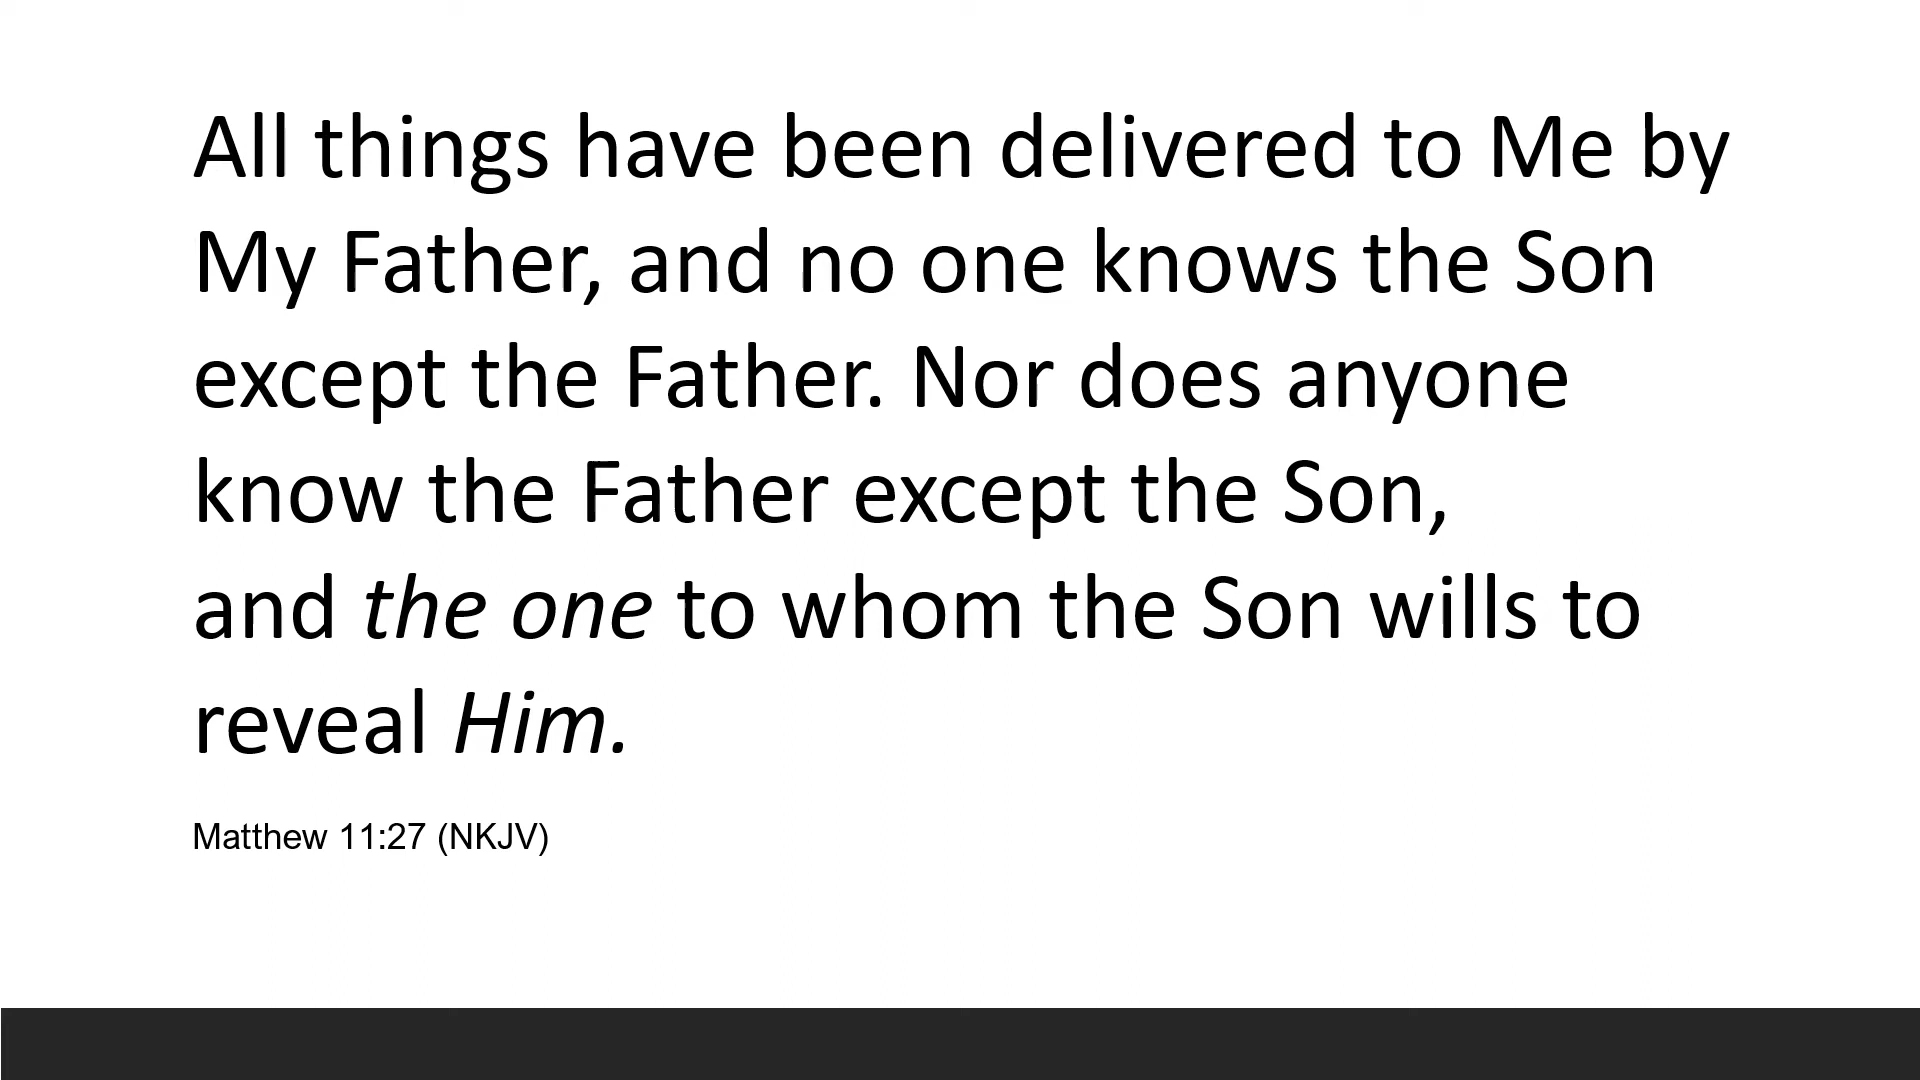 All things have been delivered to Me by
My Father, and no one knows the Son
except the Father. Nor does anyone
know the Father except the Son,
and the one to whom the Son wills to
reveal Him.
Matthew 11:27 (NKJV)